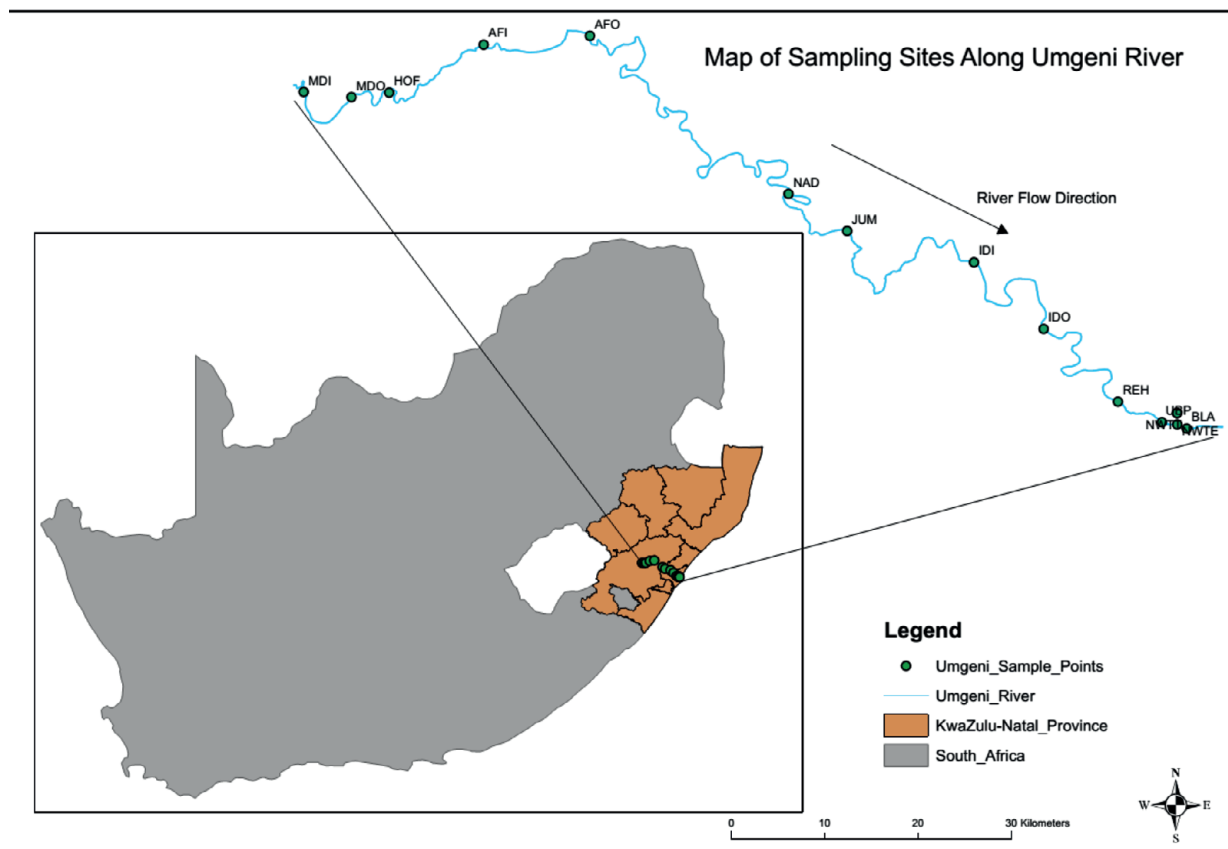 Map of Sampling Sites Along Umgeni River
AFI
AFO
MDI
MDO
HOF
NAD
River Flow Direction
JUM
IDI
IDO
REH
BLA
NWTE
Legend
Umgeni_Sample_Points
Umgeni_River
KwaZulu-Natal_Province
South_Africa
N
W
E
S
0
10
20
30 Kilometers